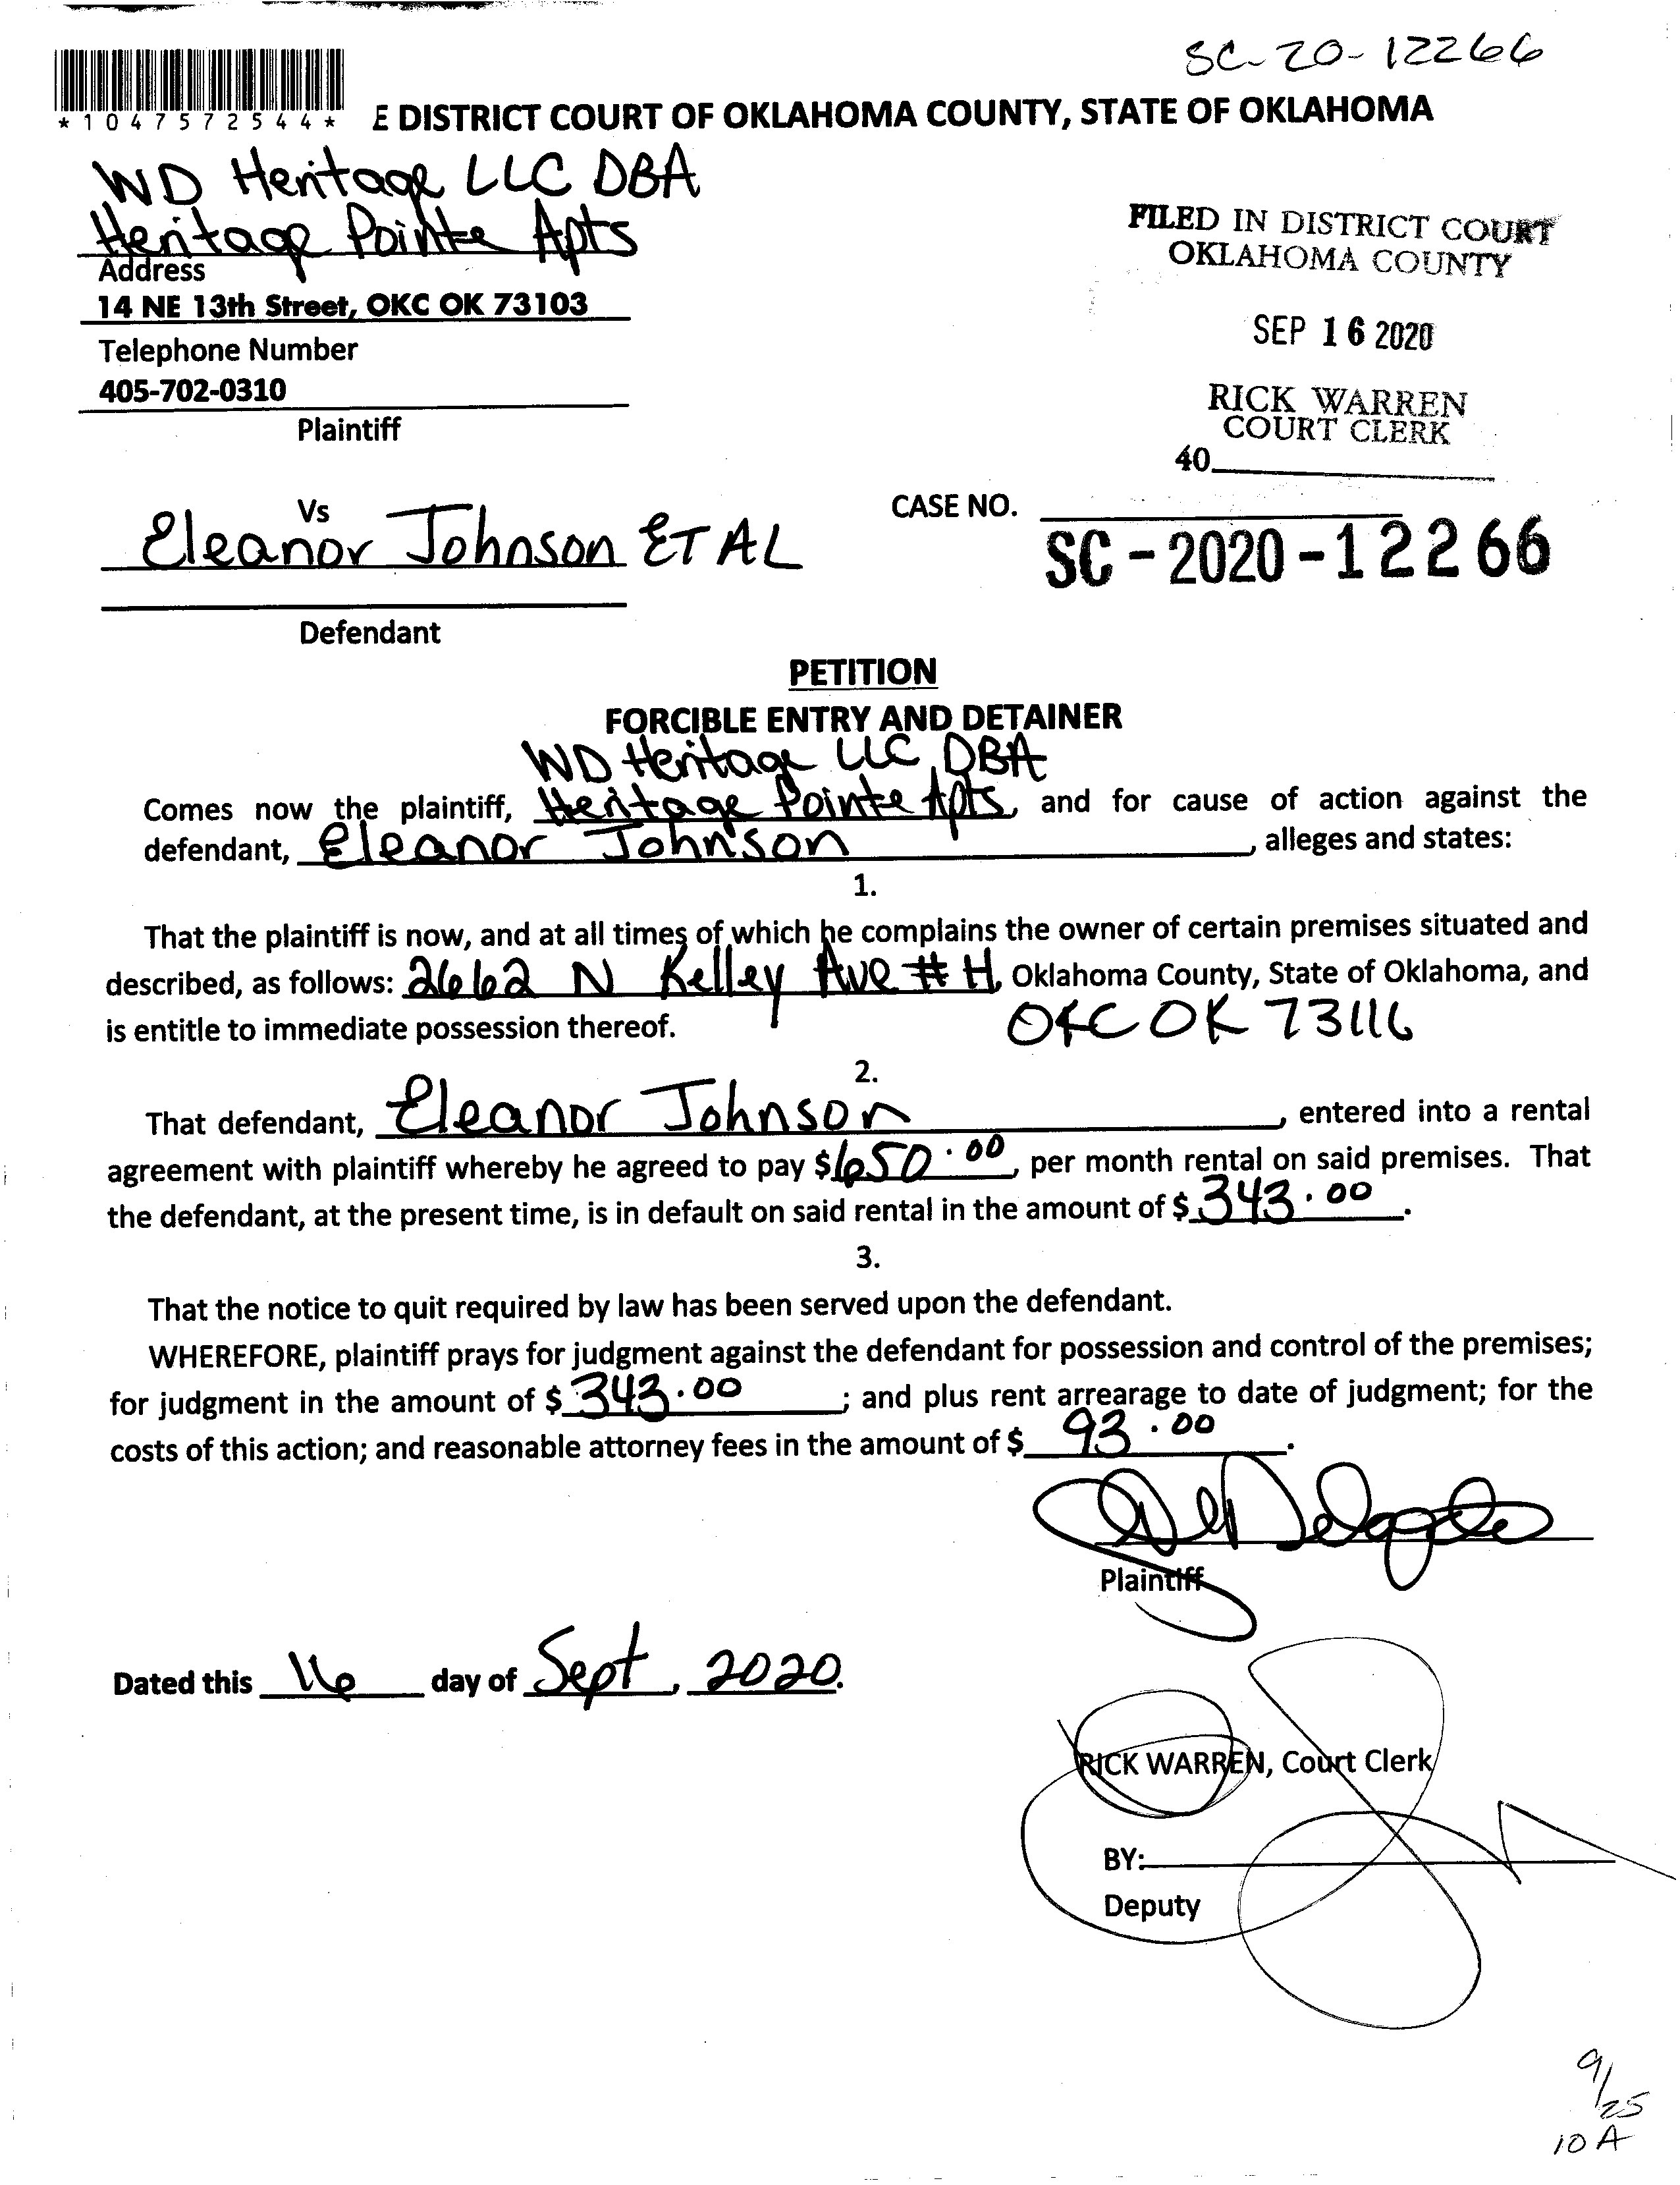 SC-20-12266
*1047572544*
E DISTRICT COURT OF OKLAHOMA COUNTY, STATE OF OKLAHOMA
WD Heritage LLC DBA
Heritage Pointe Apts
Address
14 NE 13th Street, OKC OK 73103
Telephone Number
405-702-0310
Plaintiff
FILED IN DISTRICT COURT
OKLAHOMA COUNTY
SEP 16 2020
RICK WARREN
COURT CLERK
40
Vs
Eleanor Johnson ET AL
Defendant
CASE NO.
SC-2020-12266
PETITION
FORCIBLE ENTRY AND DETAINER
WD Heritage LLC DBA
Comes now the plaintiff, Heritage Pointe Apts, and for cause of action against the
defendant, Eleanor Johnson, alleges and states:
1.
That the plaintiff is now, and at all times of which he complains the owner of certain premises situated and
described, as follows: 2662 N Kelley Ave # H, Oklahoma County, State of Oklahoma, and
is entitle to immediate possession thereof. OKC OK 73116
2.
That defendant, Eleanor Johnson, entered into a rental
agreement with plaintiff whereby he agreed to pay $650.00, per month rental on said premises. That
the defendant, at the present time, is in default on said rental in the amount of $343.00.
3.
That the notice to quit required by law has been served upon the defendant.
WHEREFORE, plaintiff prays for judgment against the defendant for possession and control of the premises;
for judgment in the amount of $343.00; and plus rent arrearage to date of judgment; for the
costs of this action; and reasonable attorney fees in the amount of $93.00.
Plaintiff
Dated this 16 day of Sept, 2020.
RICK WARREN, Court Clerk
BY:
Deputy
9/25
10 A